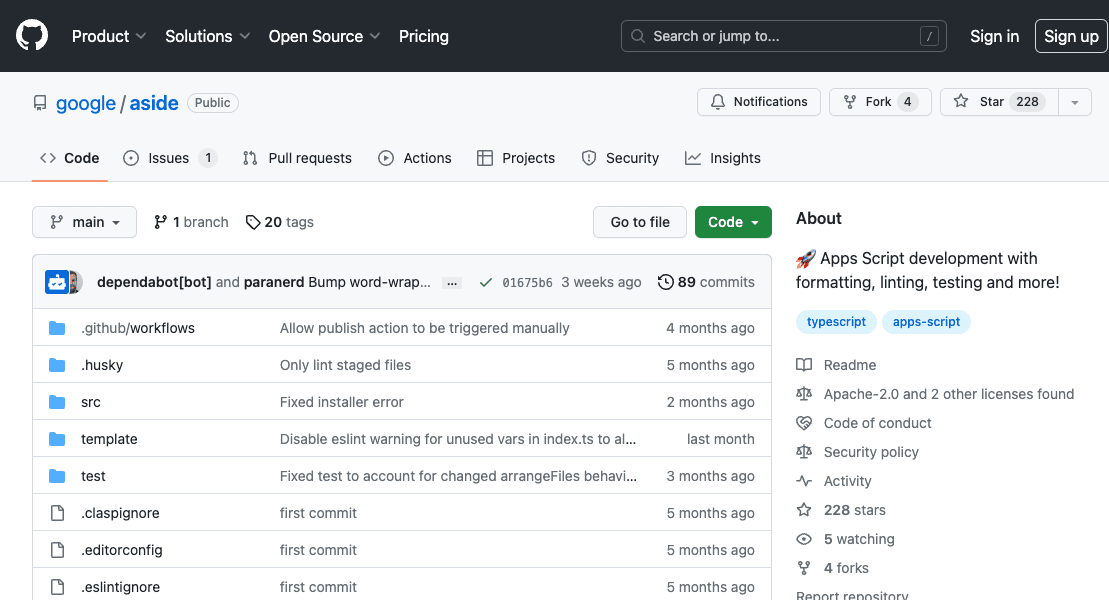 Product Solutions Open Source Pricing Search or jump to... / Sign in Sign up
google / aside Public Notifications Fork 4 Star 228
Code Issues 1 Pull requests Actions Projects Security Insights
main 1 branch 20 tags Go to file Code
dependabot[bot] and paranerd Bump word-wrap... ... 01675b6 3 weeks ago 89 commits
.github/workflows Allow publish action to be triggered manually 4 months ago
.husky Only lint staged files 5 months ago
src Fixed installer error 2 months ago
template Disable eslint warning for unused vars in index.ts to al... last month
test Fixed test to account for changed arrangeFiles behavi... 3 months ago
.claspignore first commit 5 months ago
.editorconfig first commit 5 months ago
.eslintignore first commit 5 months ago
About
🚀 Apps Script development with
formatting, linting, testing and more!
typescript apps-script
Readme
Apache-2.0 and 2 other licenses found
Code of conduct
Security policy
Activity
228 stars
5 watching
4 forks
Report repository